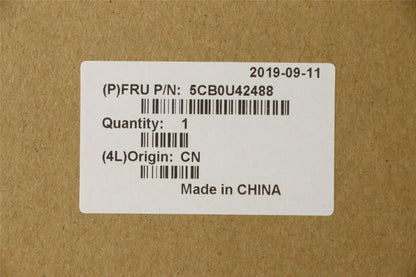 2019-09-11
(P)FRU P/N: 5CB0U42488
Quantity: 1
(4L)Origin: CN
Made in CHINA